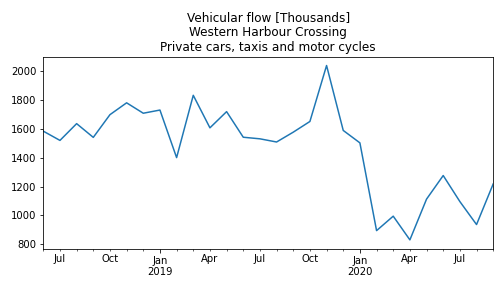 Vehicular flow [Thousands]
Western Harbour Crossing
Private cars, taxis and motor cycles
2000
1800
1600
1400
1200
1000
800
Jul Oct Jan Apr Jul Oct Jan Apr Jul
2019 2020